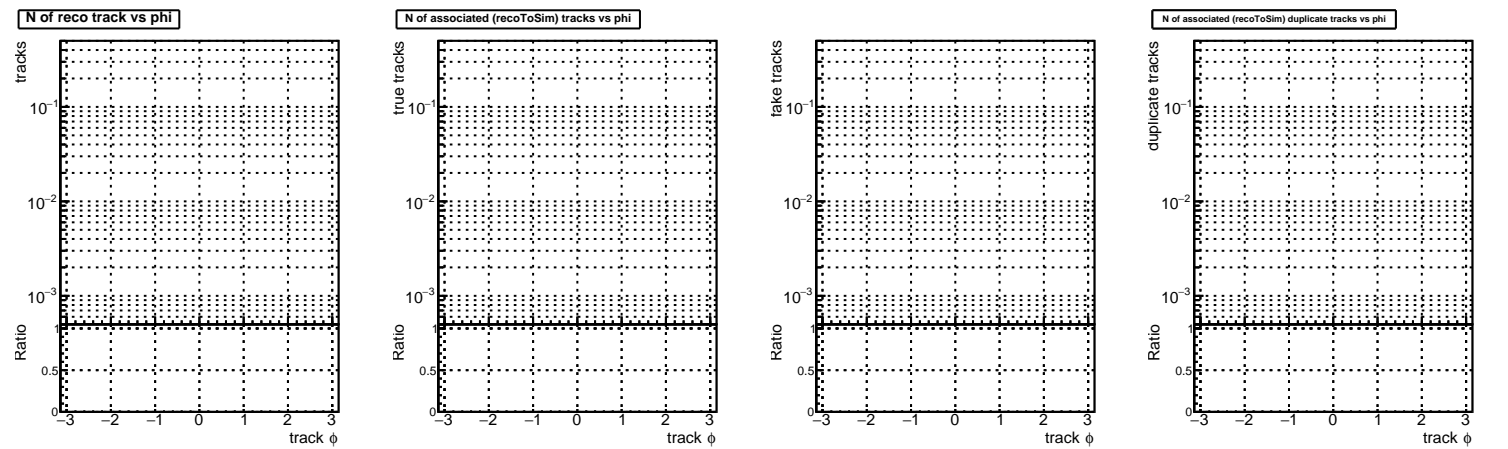 N of reco track vs phi
tracks
10⁻¹
10⁻²
10⁻³
Ratio
1
0.5
0
−3 −2 −1 0 1 2 3
track ϕ
N of associated (recoToSim) tracks vs phi
true tracks
10⁻¹
10⁻²
10⁻³
Ratio
1
0.5
0
−3 −2 −1 0 1 2 3
track ϕ
fake tracks
10⁻¹
10⁻²
10⁻³
Ratio
1
0.5
0
−3 −2 −1 0 1 2 3
track ϕ
N of associated (recoToSim) duplicate tracks vs phi
duplicate tracks
10⁻¹
10⁻²
10⁻³
Ratio
1
0.5
0
−3 −2 −1 0 1 2 3
track ϕ